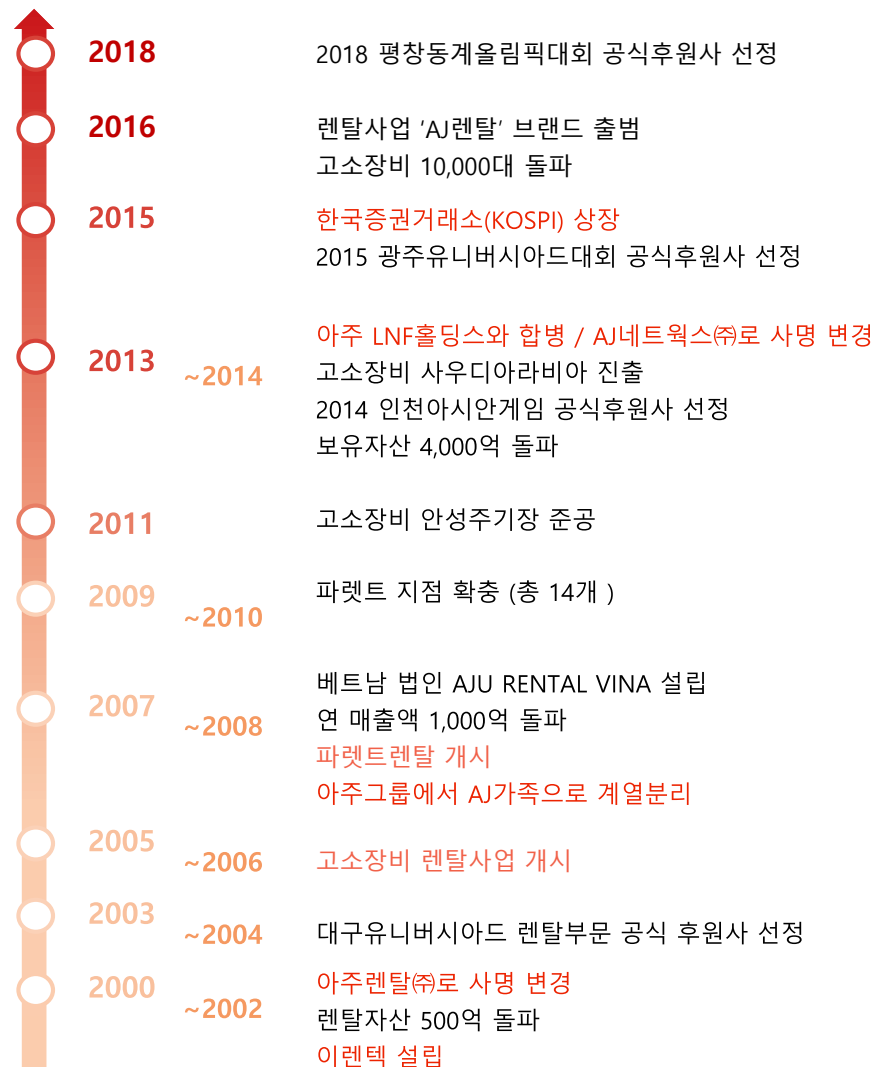 2018 2018 평창동계올림픽대회 공식후원사 선정
2016 렌탈사업 ‘AJ렌탈’ 브랜드 출범
고소장비 10,000대 돌파
2015 한국증권거래소(KOSPI) 상장
2015 광주유니버시아드대회 공식후원사 선정
아주 LNF홀딩스와 합병 / AJ네트웍스㈜로 사명 변경
2013 ~2014 고소장비 사우디아라비아 진출
2014 인천아시안게임 공식후원사 선정
보유자산 4,000억 돌파
2011 고소장비 안성주기장 준공
2009 파렛트 지점 확충 (총 14개 )
~2010
베트남 법인 AJU RENTAL VINA 설립
2007 ~2008 연 매출액 1,000억 돌파
파렛트렌탈 개시
아주그룹에서 AJ가족으로 계열분리
2005 ~2006 고소장비 렌탈사업 개시
2003 ~2004 대구유니버시아드 렌탈부문 공식 후원사 선정
2000 아주렌탈㈜로 사명 변경
~2002 렌탈자산 500억 돌파
이렌텍 설립